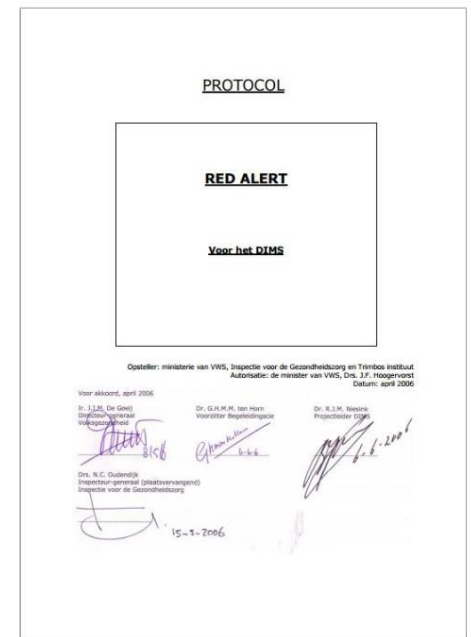 PROTOCOL
RED ALERT
Voor het DIMS
Opsteller: ministerie van VWS, Inspectie voor de Gezondheidszorg en Trimbos instituut
Autorisatie: de minister van VWS, Drs. J.F. Hoogervorst
Datum: april 2006
Voor akkoord, april 2006
Ir. J.I.M. De Goeij
Directeur-generaal
Volksgezondheid
Dr. G.H.M.M. ten Horn
Voorzitter Begeleidingscie
6-6-6
Dr. R.J.M. Niesink
Projectleider DIMS
6-6-2006
Drs. N.C. Oudendijk
Inspecteur-generaal (plaatsvervangend)
Inspectie voor de Gezondheidszorg